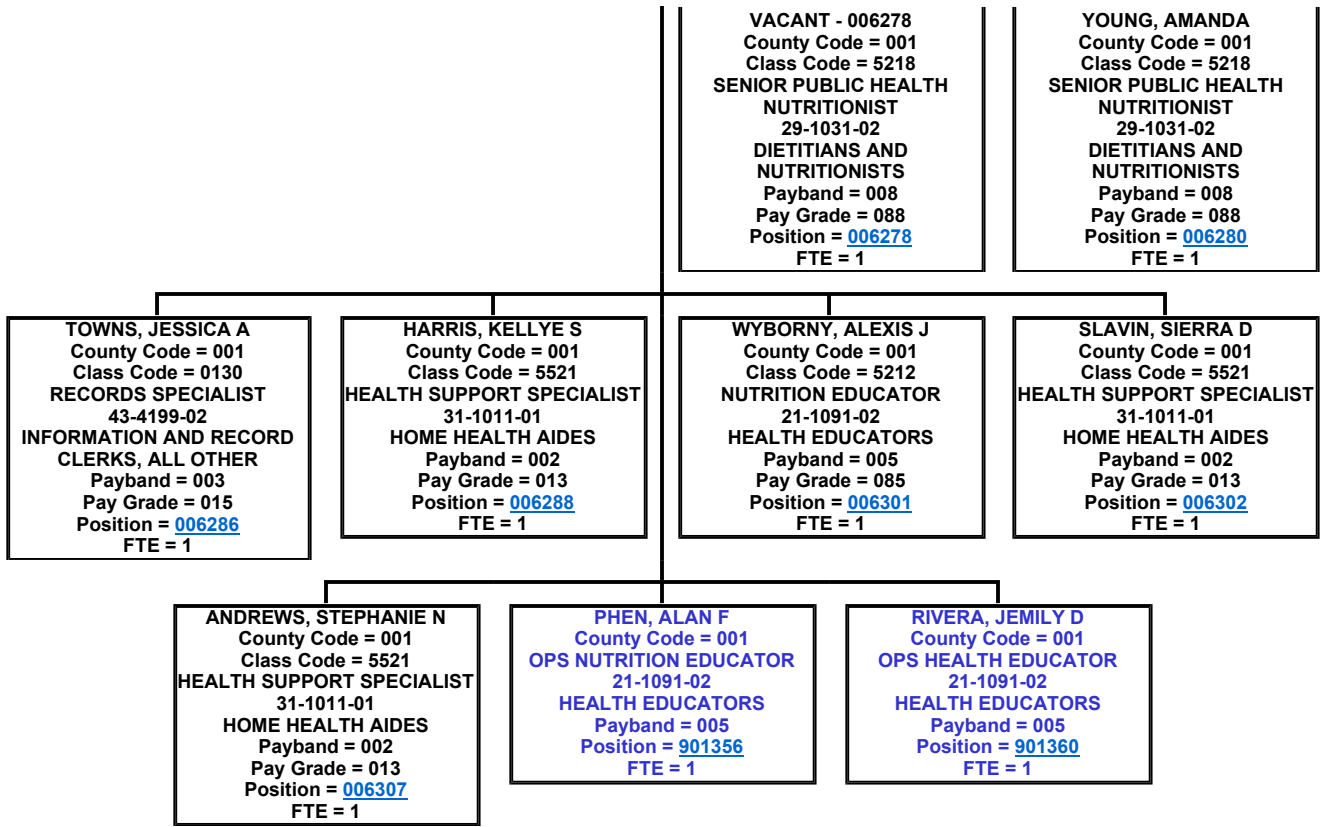 VACANT - 006278
County Code = 001
Class Code = 5218
SENIOR PUBLIC HEALTH
NUTRITIONIST
29-1031-02
DIETITIANS AND
NUTRITIONISTS
Payband = 008
Pay Grade = 088
Position = 006278
FTE = 1
YOUNG, AMANDA
County Code = 001
Class Code = 5218
SENIOR PUBLIC HEALTH
NUTRITIONIST
29-1031-02
DIETITIANS AND
NUTRITIONISTS
Payband = 008
Pay Grade = 088
Position = 006280
FTE = 1
TOWNS, JESSICA A
County Code = 001
Class Code = 0130
RECORDS SPECIALIST
43-4199-02
INFORMATION AND RECORD
CLERKS, ALL OTHER
Payband = 003
Pay Grade = 015
Position = 006286
FTE = 1
HARRIS, KELLYE S
County Code = 001
Class Code = 5521
HEALTH SUPPORT SPECIALIST
31-1011-01
HOME HEALTH AIDES
Payband = 002
Pay Grade = 013
Position = 006288
FTE = 1
WYBORNY, ALEXIS J
County Code = 001
Class Code = 5212
NUTRITION EDUCATOR
21-1091-02
HEALTH EDUCATORS
Payband = 005
Pay Grade = 085
Position = 006301
FTE = 1
SLAVIN, SIERRA D
County Code = 001
Class Code = 5521
HEALTH SUPPORT SPECIALIST
31-1011-01
HOME HEALTH AIDES
Payband = 002
Pay Grade = 013
Position = 006302
FTE = 1
ANDREWS, STEPHANIE N
County Code = 001
Class Code = 5521
HEALTH SUPPORT SPECIALIST
31-1011-01
HOME HEALTH AIDES
Payband = 002
Pay Grade = 013
Position = 006307
FTE = 1
PHEN, ALAN F
County Code = 001
OPS NUTRITION EDUCATOR
21-1091-02
HEALTH EDUCATORS
Payband = 005
Position = 901356
FTE = 1
RIVERA, JEMILY D
County Code = 001
OPS HEALTH EDUCATOR
21-1091-02
HEALTH EDUCATORS
Payband = 005
Position = 901360
FTE = 1